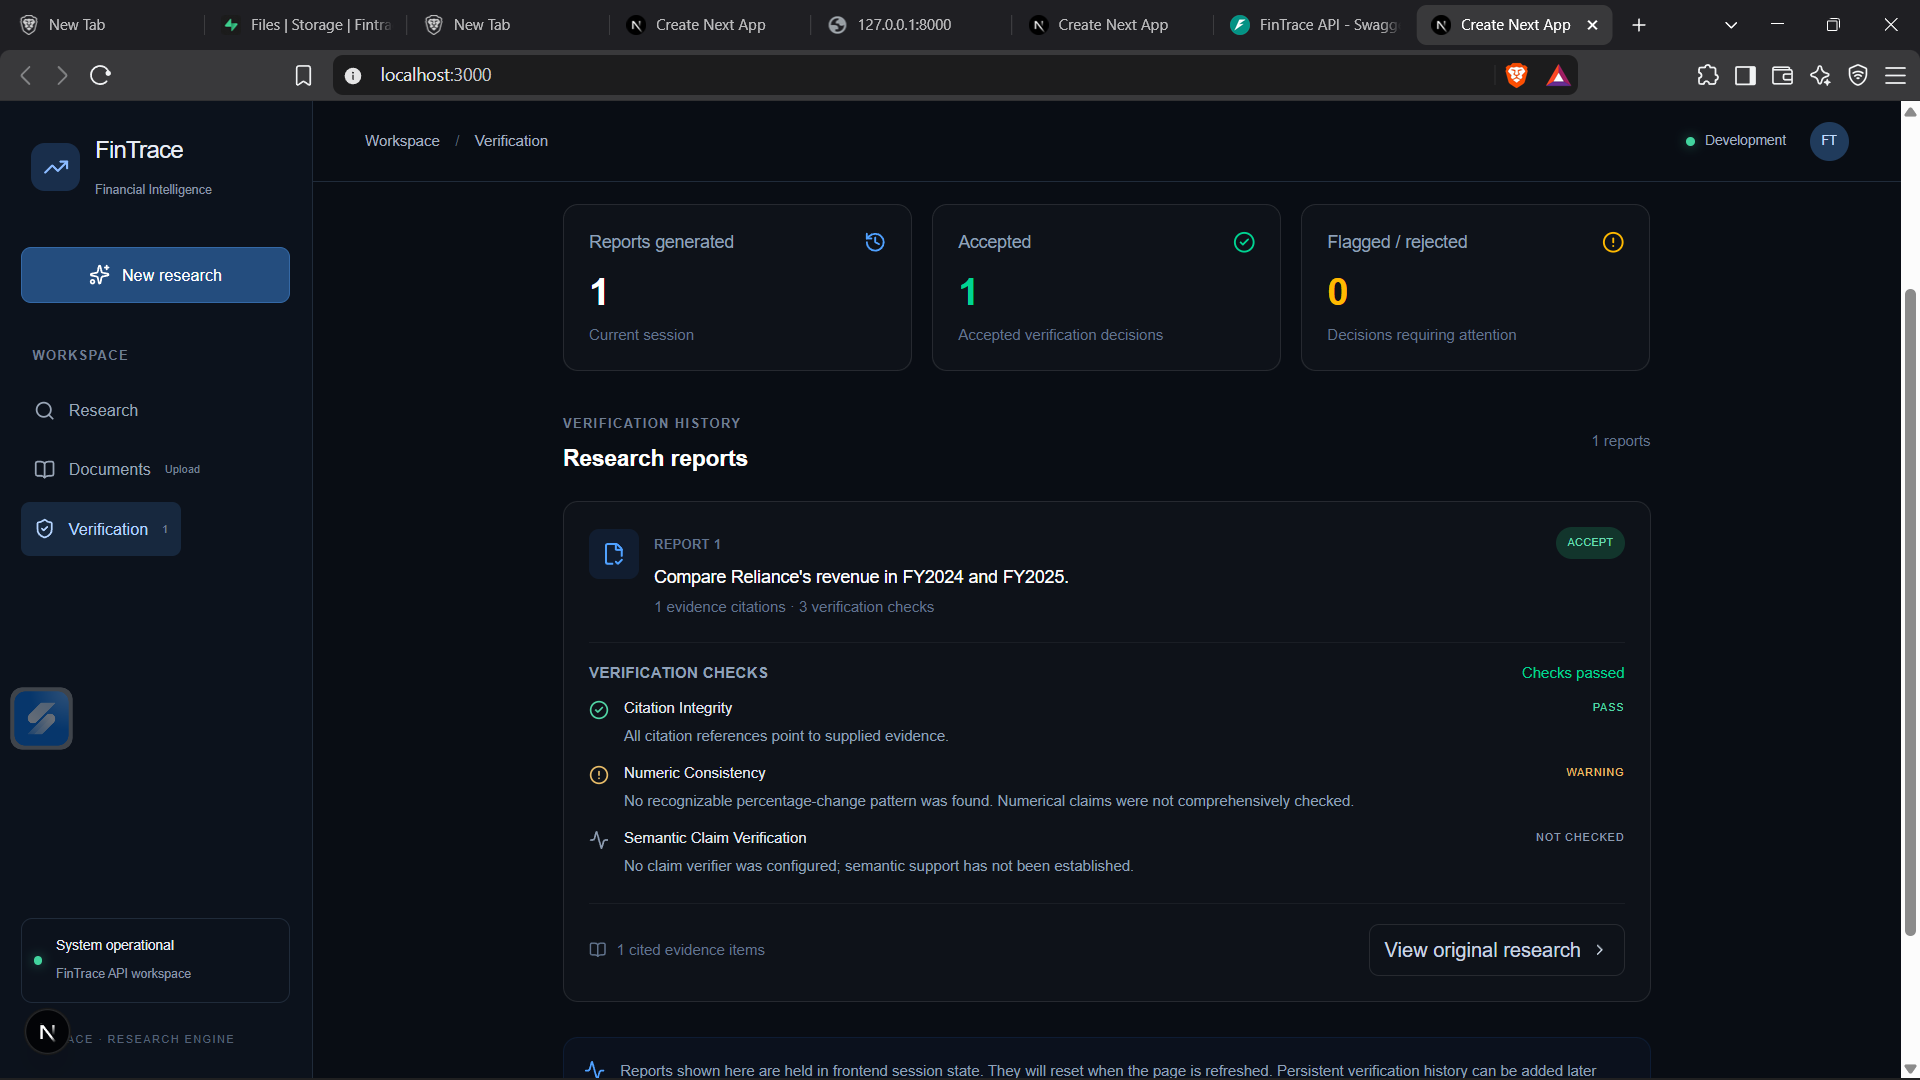 New Tab
Files | Storage | Fintra
New Tab
Create Next App
127.0.0.1:8000
Create Next App
FinTrace API - Swagg
Create Next App
localhost:3000
FinTrace
Financial Intelligence
New research
WORKSPACE
Research
Documents Upload
Verification 1
System operational
FinTrace API workspace
N
ACE · RESEARCH ENGINE
Workspace / Verification
Development
FT
Reports generated
1
Current session
Accepted
1
Accepted verification decisions
Flagged / rejected
0
Decisions requiring attention
VERIFICATION HISTORY
Research reports
1 reports
REPORT 1
ACCEPT
Compare Reliance's revenue in FY2024 and FY2025.
1 evidence citations · 3 verification checks
VERIFICATION CHECKS
Checks passed
Citation Integrity
PASS
All citation references point to supplied evidence.
Numeric Consistency
WARNING
No recognizable percentage-change pattern was found. Numerical claims were not comprehensively checked.
Semantic Claim Verification
NOT CHECKED
No claim verifier was configured; semantic support has not been established.
1 cited evidence items
View original research
Reports shown here are held in frontend session state. They will reset when the page is refreshed. Persistent verification history can be added later